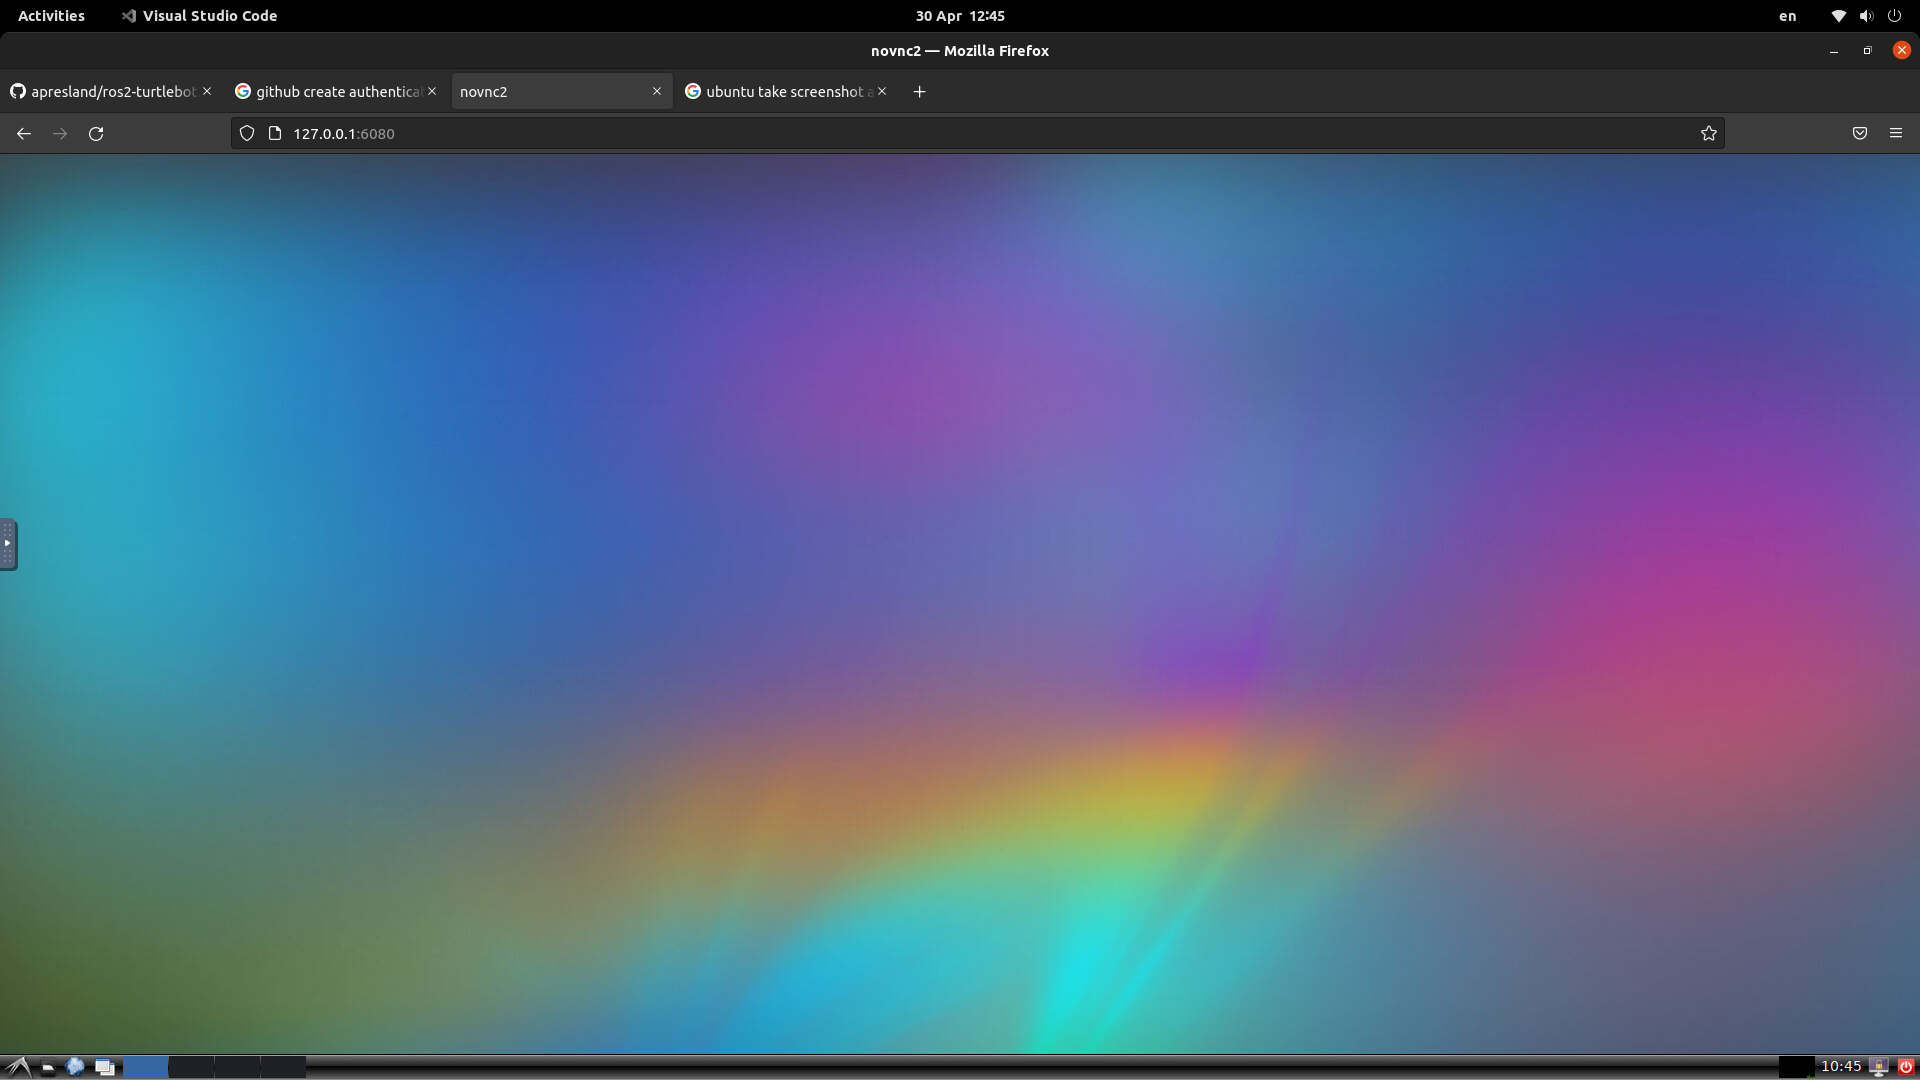 Activities
Visual Studio Code
30 Apr 12:45
en
novnc2 — Mozilla Firefox
apresland/ros2-turtlebot
github create authenticat
novnc2
ubuntu take screenshot a
127.0.0.1:6080
10:45